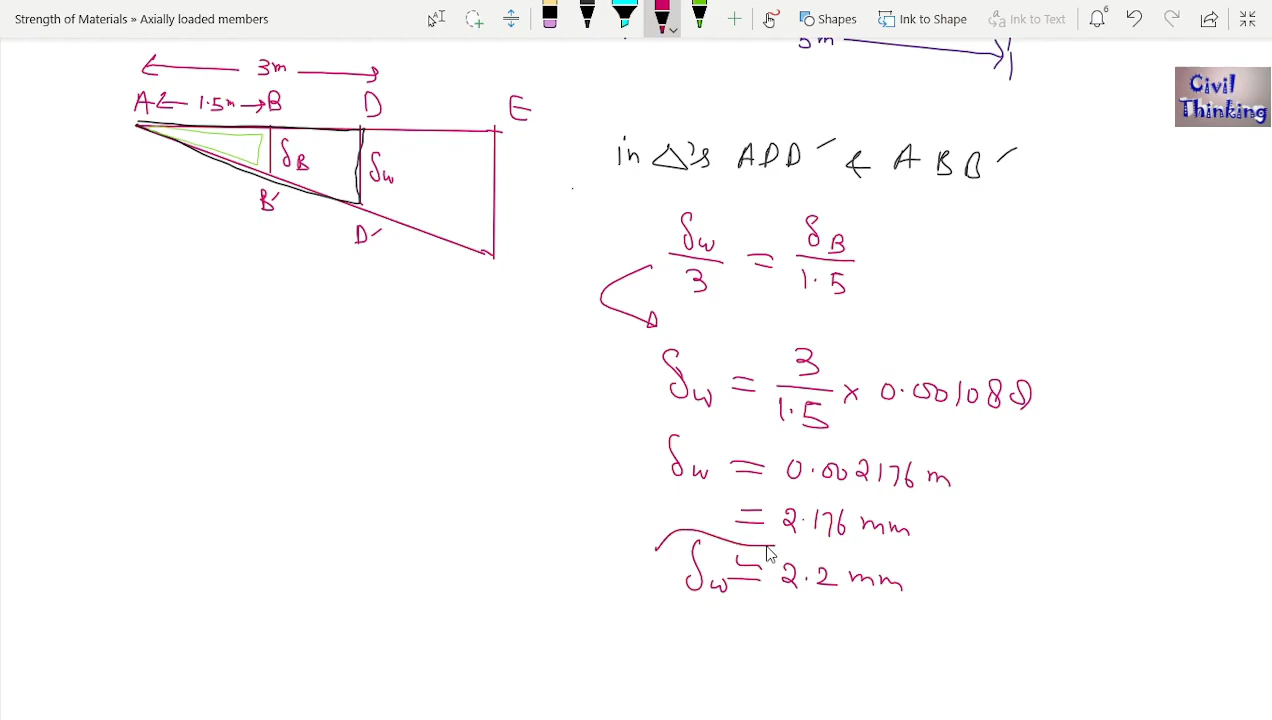 Strength of Materials » Axially loaded members
Shapes
Ink to Shape
Ink to Text
6
Civil
Thinking
5m
3m
A 1.5m B D E
δB δw
B′
D′
in Δ's ADD′ & ABB′
δw/3 = δB/1.5
δw = 3/1.5 × 0.001088
δw = 0.002176 m
= 2.176 mm
δw = 2.2 mm